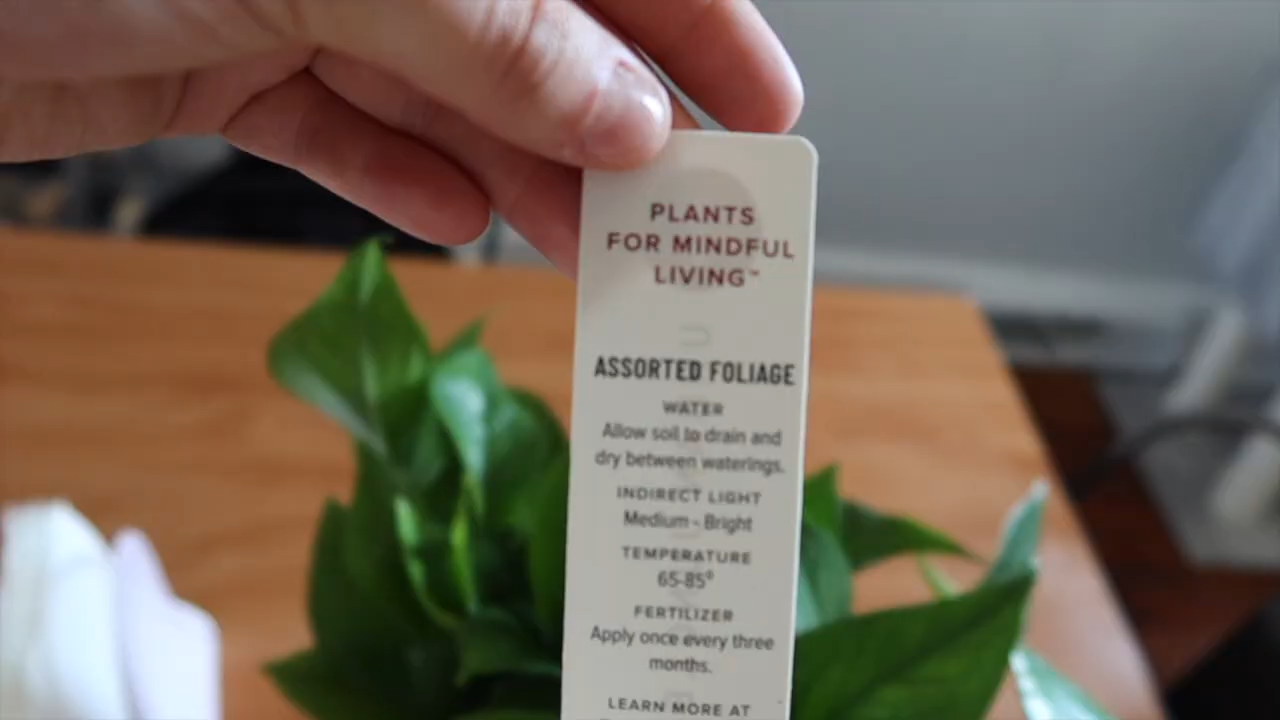 PLANTS
FOR MINDFUL
LIVING™
ASSORTED FOLIAGE
WATER
Allow soil to drain and
dry between waterings.
INDIRECT LIGHT
Medium - Bright
TEMPERATURE
65-85°
FERTILIZER
Apply once every three
months.
LEARN MORE AT